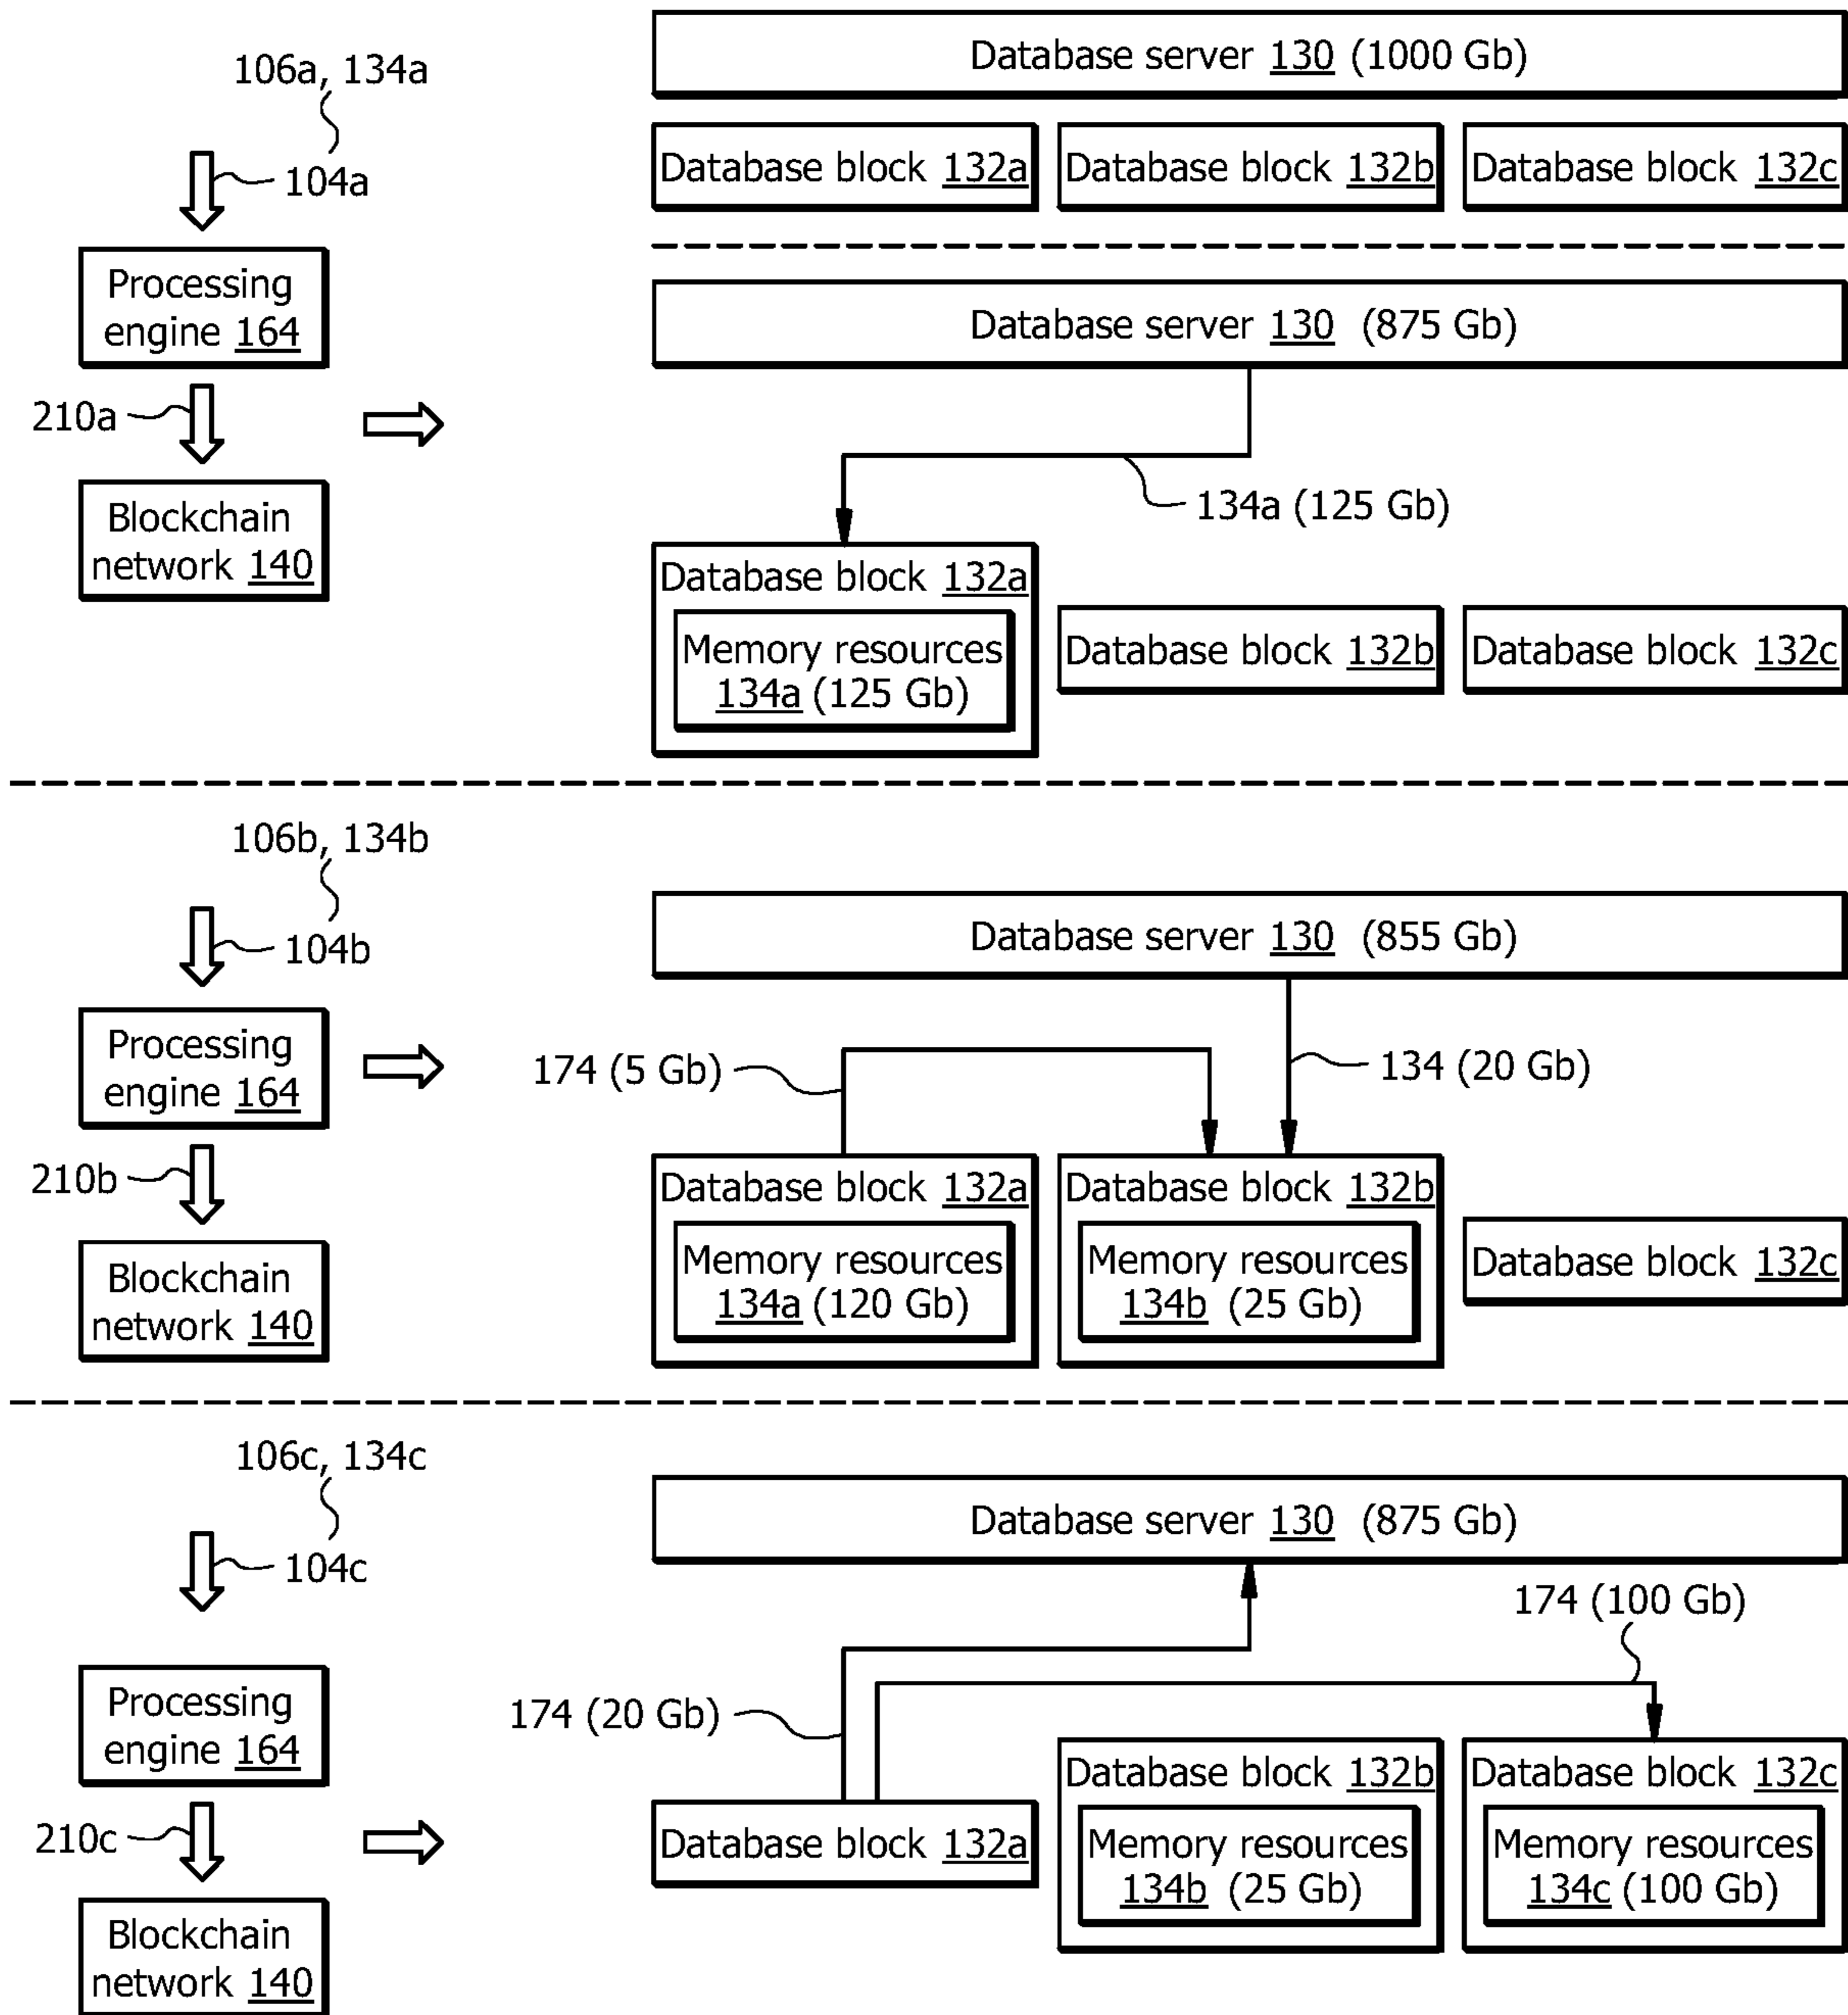 106a, 134a
104a
Processing
engine 164
210a
Blockchain
network 140
Database server 130 (1000 Gb)
Database block 132a
Database block 132b
Database block 132c
Database server 130 (875 Gb)
134a (125 Gb)
Database block 132a
Memory resources
134a (125 Gb)
Database block 132b
Database block 132c
106b, 134b
104b
Processing
engine 164
210b
Blockchain
network 140
Database server 130 (855 Gb)
174 (5 Gb)
134 (20 Gb)
Database block 132a
Memory resources
134a (120 Gb)
Database block 132b
Memory resources
134b (25 Gb)
Database block 132c
106c, 134c
104c
Processing
engine 164
210c
Blockchain
network 140
Database server 130 (875 Gb)
174 (100 Gb)
174 (20 Gb)
Database block 132a
Database block 132b
Memory resources
134b (25 Gb)
Database block 132c
Memory resources
134c (100 Gb)